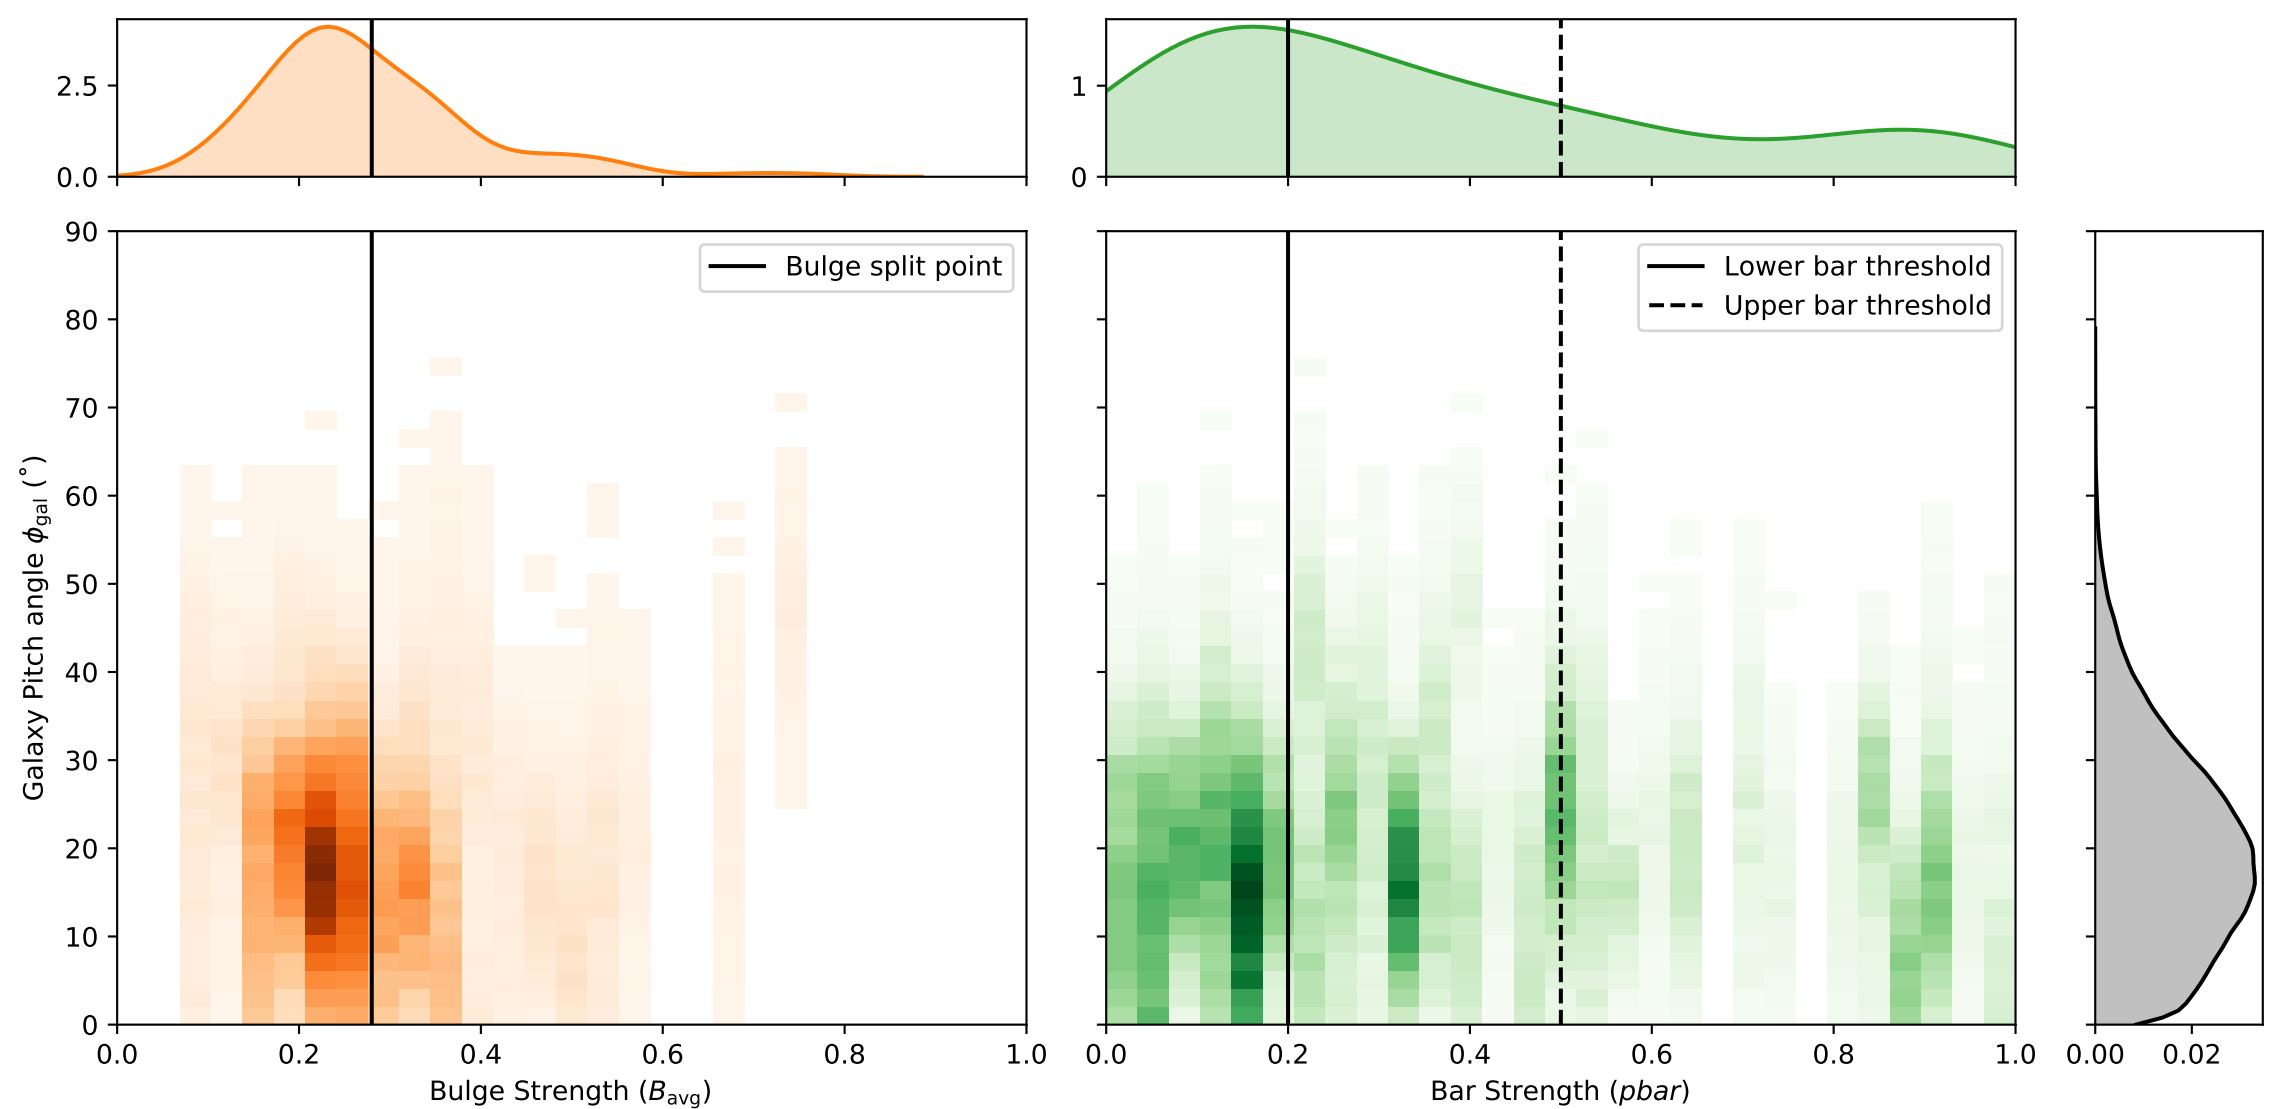 2.5
0.0
1
0
90
80
70
60
50
40
30
20
10
0
Galaxy Pitch angle ϕgal (°)
Bulge split point
Lower bar threshold
Upper bar threshold
0.0 0.2 0.4 0.6 0.8 1.0
0.0 0.2 0.4 0.6 0.8 1.0
0.00 0.02
Bulge Strength (Bavg)
Bar Strength (pbar)